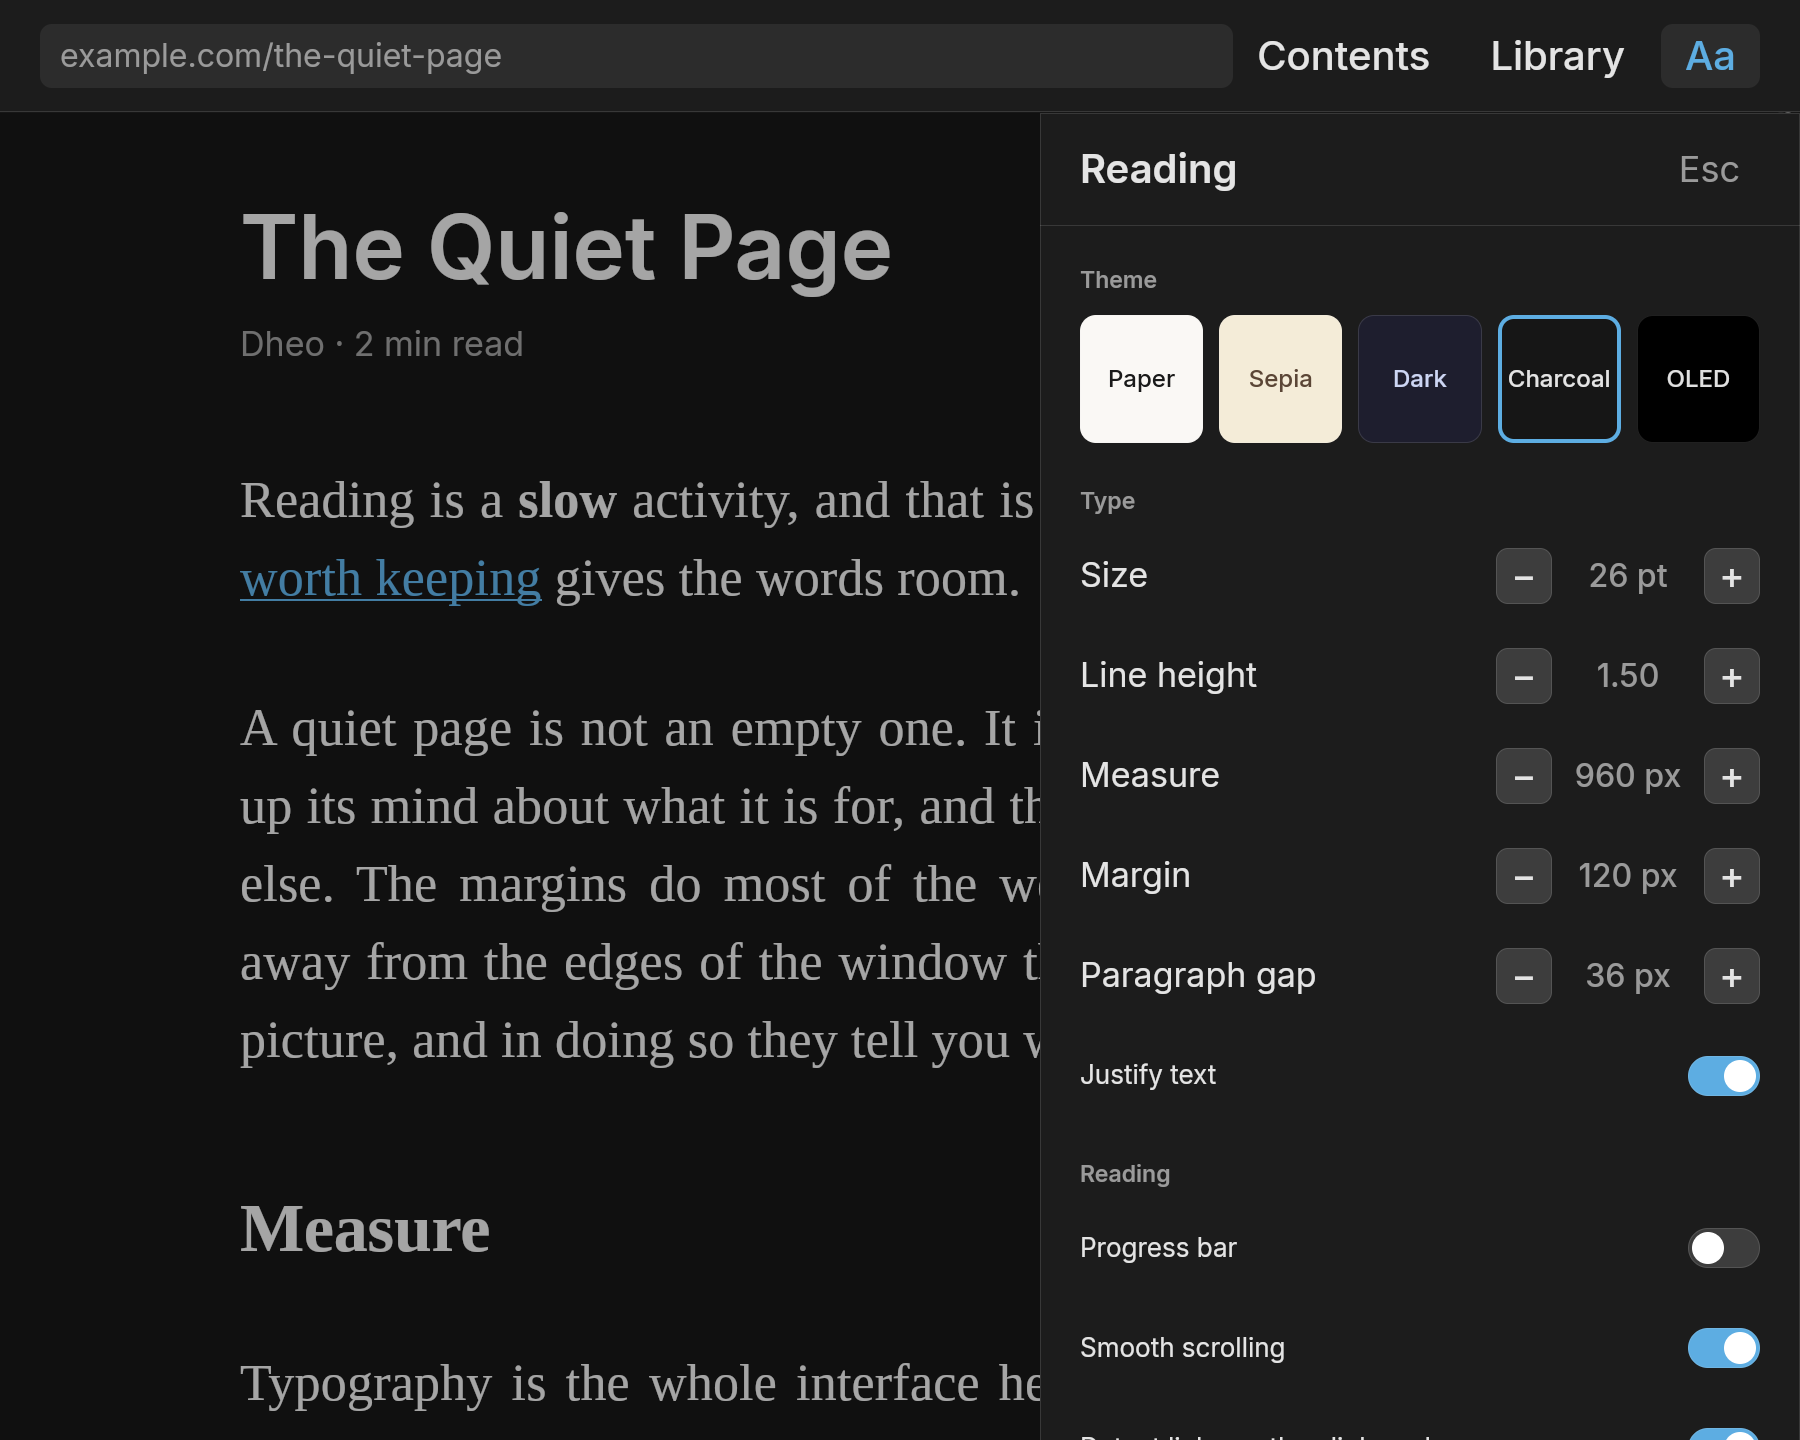 example.com/the-quiet-page
Contents
Library
Aa
The Quiet Page
Dheo · 2 min read
Reading is a slow activity, and that is
worth keeping gives the words room.
A quiet page is not an empty one. It
up its mind about what it is for, and
else. The margins do most of the
away from the edges of the window
picture, and in doing so they tell you
Measure
Typography is the whole interface
Reading
Esc
Theme
Paper
Sepia
Dark
Charcoal
OLED
Type
Size
− 26 pt +
Line height
− 1.50 +
Measure
− 960 px +
Margin
− 120 px +
Paragraph gap
− 36 px +
Justify text
Reading
Progress bar
Smooth scrolling